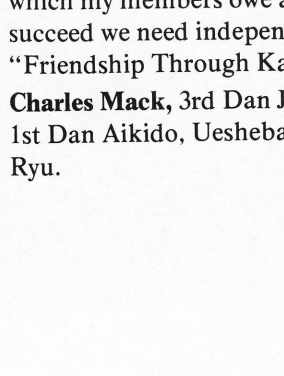 which my members owe a
succeed we need indepen
“Friendship Through Ka
Charles Mack, 3rd Dan J
1st Dan Aikido, Uesheba
Ryu.